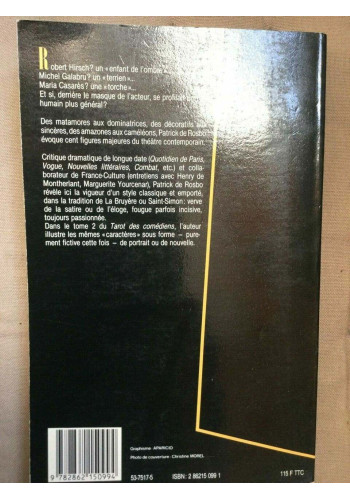 Robert Hirsch? un «enfant de l'ombre»...
Michel Galabru? un «terrien»...
Maria Casarès? une «torche»...
Et si, derrière le masque de l'acteur, se profilait
humain plus général?
Des matamores aux dominatrices, des décoratifs aux
sincères, des amazones aux caméléons, Patrick de Rosbo
évoque cent figures majeures du théâtre contemporain.
Critique dramatique de longue date (Quotidien de Paris,
Vogue, Nouvelles littéraires, Combat, etc.) et colla-
borateur de France-Culture (entretiens avec Henry de
Montherlant, Marguerite Yourcenar), Patrick de Rosbo
révèle ici la vigueur d'un style classique et emporté,
dans la tradition de La Bruyère ou Saint-Simon: verve
de la satire ou de l'éloge, fougue parfois incisive,
toujours passionnée.
Dans le tome 2 du Tarot des comédiens, l'auteur
illustre les mêmes «caractères» sous forme – pure-
ment fictive cette fois – de portrait ou de nouvelle.
Graphisme: APARICIO
Photo de couverture: Christine MOREL
9 782862 150994
53-7517-5
ISBN: 2 86215 099 1
115 F TTC